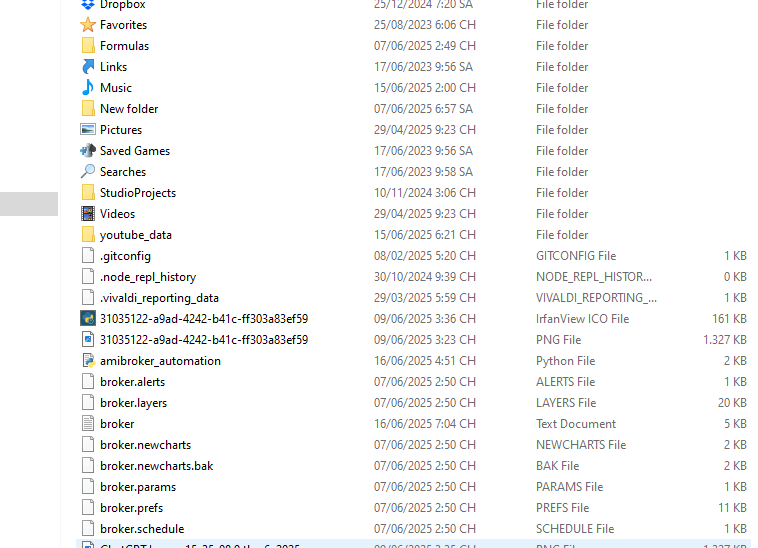 Dropbox 25/12/2024 7:20 SA File folder
Favorites 25/08/2023 6:06 CH File folder
Formulas 07/06/2025 2:49 CH File folder
Links 17/06/2023 9:56 SA File folder
Music 15/06/2025 2:00 CH File folder
New folder 07/06/2025 6:57 SA File folder
Pictures 29/04/2025 9:23 CH File folder
Saved Games 17/06/2023 9:56 SA File folder
Searches 17/06/2023 9:58 SA File folder
StudioProjects 10/11/2024 3:06 CH File folder
Videos 29/04/2025 9:23 CH File folder
youtube_data 15/06/2025 6:21 CH File folder
.gitconfig 08/02/2025 5:20 CH GITCONFIG File 1 KB
.node_repl_history 30/10/2024 9:39 CH NODE_REPL_HISTOR... 0 KB
.vivaldi_reporting_data 29/03/2025 5:59 CH VIVALDI_REPORTING_... 1 KB
31035122-a9ad-4242-b41c-ff303a83ef59 09/06/2025 3:36 CH IrfanView ICO File 161 KB
31035122-a9ad-4242-b41c-ff303a83ef59 09/06/2025 3:23 CH PNG File 1.327 KB
amibroker_automation 16/06/2025 4:51 CH Python File 2 KB
broker.alerts 07/06/2025 2:50 CH ALERTS File 1 KB
broker.layers 07/06/2025 2:50 CH LAYERS File 20 KB
broker 16/06/2025 7:04 CH Text Document 5 KB
broker.newcharts 07/06/2025 2:50 CH NEWCHARTS File 2 KB
broker.newcharts.bak 07/06/2025 2:50 CH BAK File 2 KB
broker.params 07/06/2025 2:50 CH PARAMS File 1 KB
broker.prefs 07/06/2025 2:50 CH PREFS File 11 KB
broker.schedule 07/06/2025 2:50 CH SCHEDULE File 1 KB